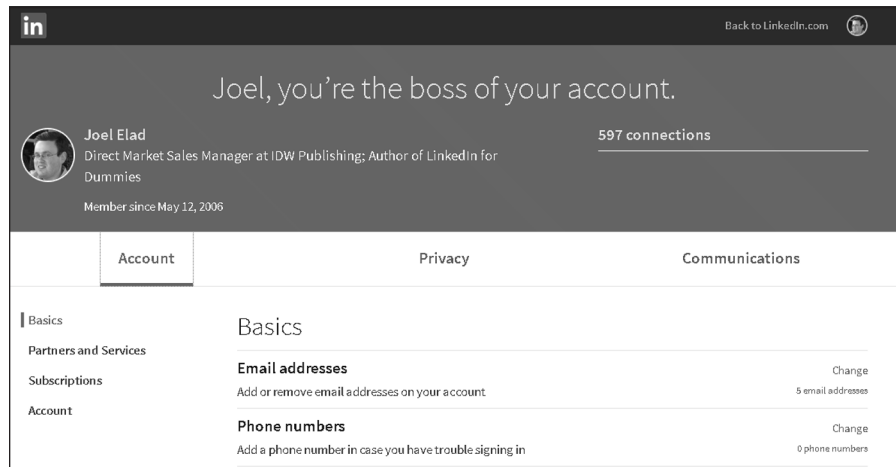 in
Back to LinkedIn.com
Joel, you’re the boss of your account.
Joel Elad
597 connections
Direct Market Sales Manager at IDW Publishing; Author of LinkedIn for
Dummies
Member since May 12, 2006
Account
Privacy
Communications
Basics
Partners and Services
Subscriptions
Account
Basics
Email addresses
Change
Add or remove email addresses on your account
5 email addresses
Phone numbers
Change
Add a phone number in case you have trouble signing in
0 phone numbers